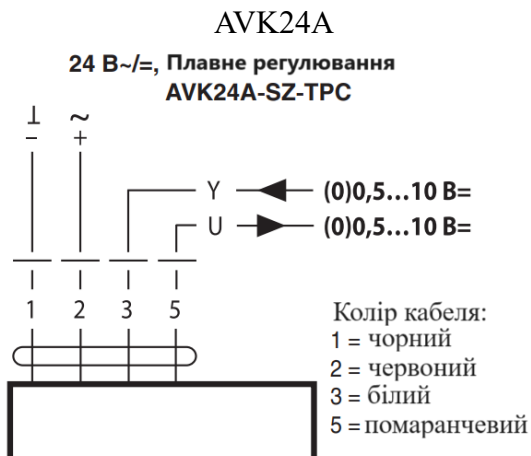 AVK24A
24 В~/=, Плавне регулювання
AVK24A-SZ-TPC
⊥ ~
− +
Y (0)0,5...10 В=
U (0)0,5...10 В=
1 2 3 5
Колір кабеля:
1 = чорний
2 = червоний
3 = білий
5 = помаранчевий